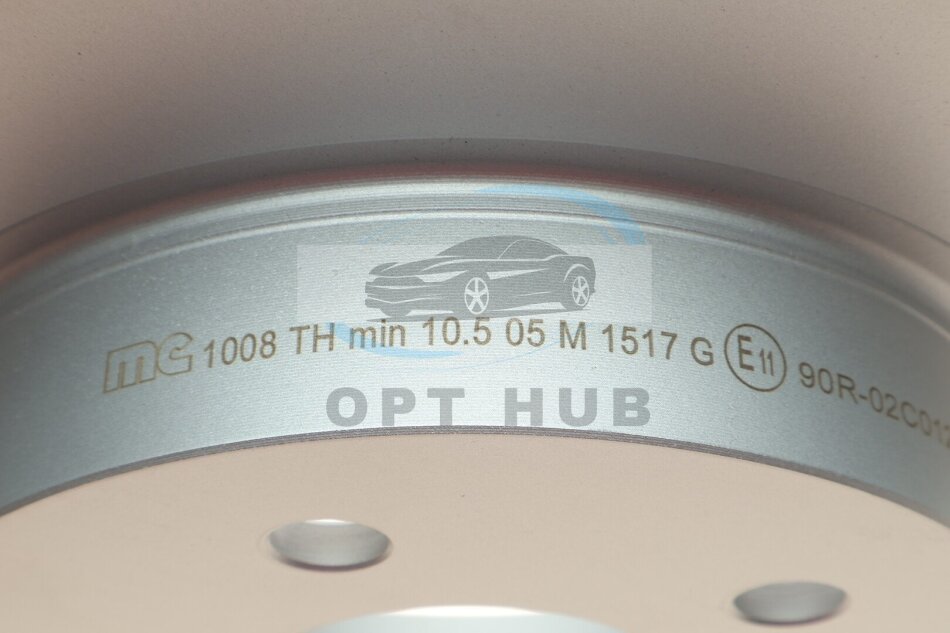 mc 1008 TH min 10.5 05 M 1517 G E11 90R-02C01
OPT HUB